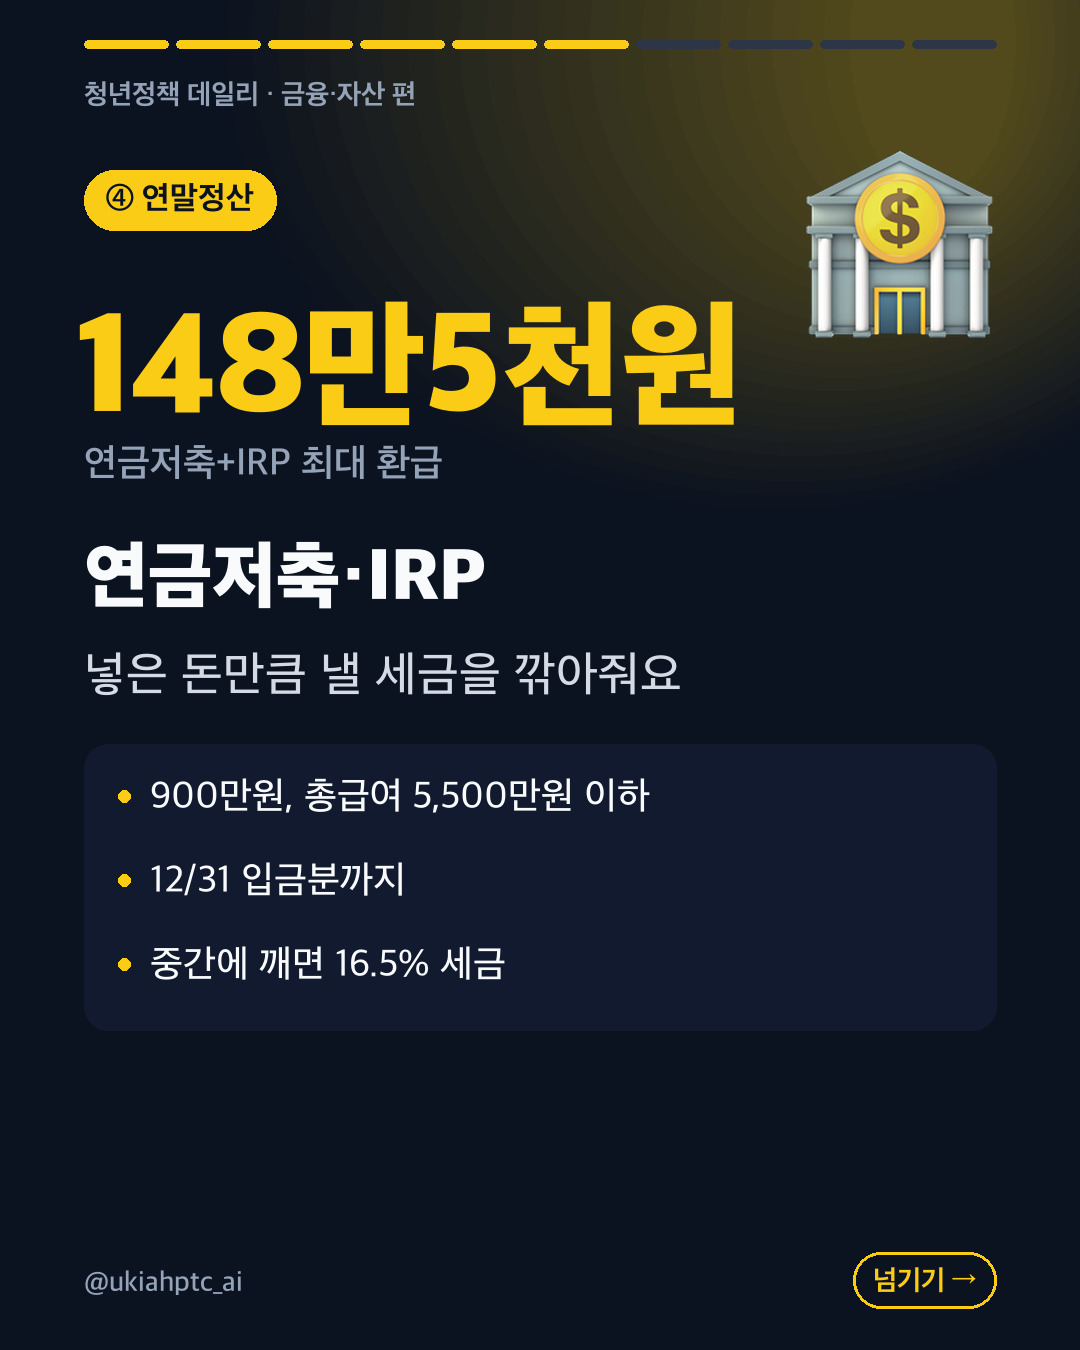 청년정책 데일리 · 금융·자산 편
④ 연말정산
$
148만5천원
연금저축+IRP 최대 환급
연금저축·IRP
넣은 돈만큼 낼 세금을 깎아줘요
• 900만원, 총급여 5,500만원 이하
• 12/31 입금분까지
• 중간에 깨면 16.5% 세금
@ukiahptc_ai
넘기기 →